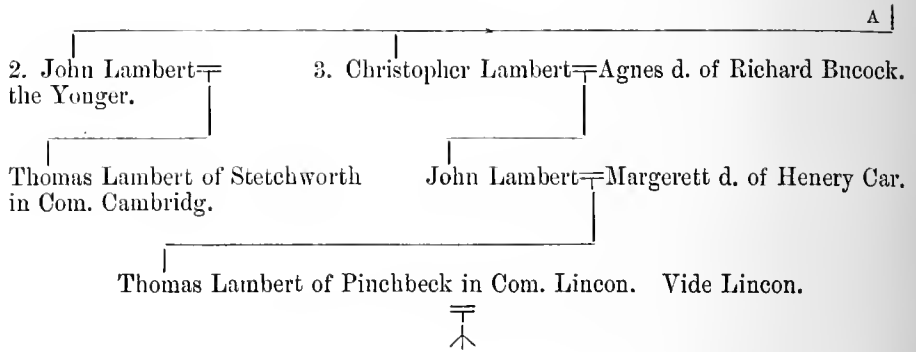 A
2. John Lambert
3. Christopher Lambert
Agnes d. of Richard Bucock.
the Yonger.
Thomas Lambert of Stetchworth
John Lambert
Margerett d. of Henery Car.
in Com. Cambridg.
Thomas Lambert of Pinchbeck in Com. Lincon. Vide Lincon.